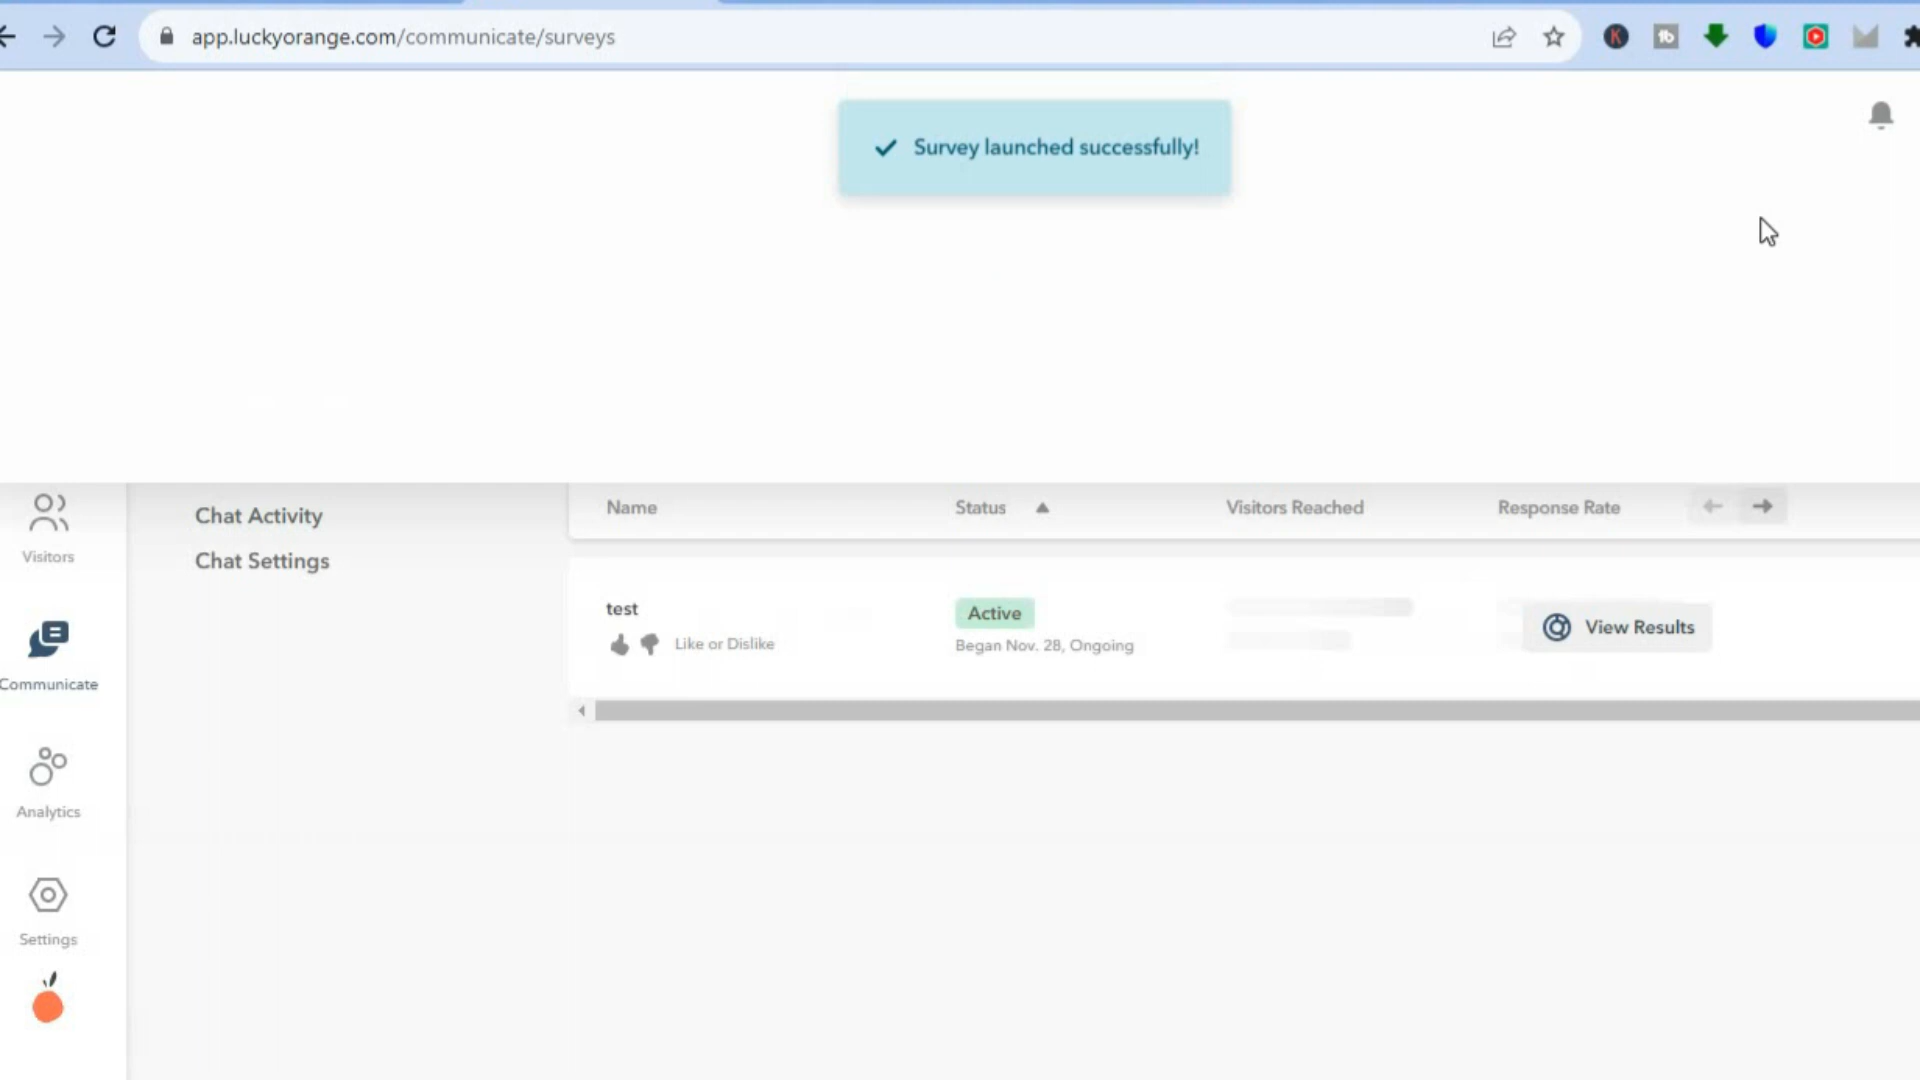 app.luckyorange.com/communicate/surveys
Survey launched successfully!
Visitors
Communicate
Analytics
Settings
Chat Activity
Chat Settings
Name Status Visitors Reached Response Rate
test
Like or Dislike
Active
Began Nov. 28, Ongoing
View Results